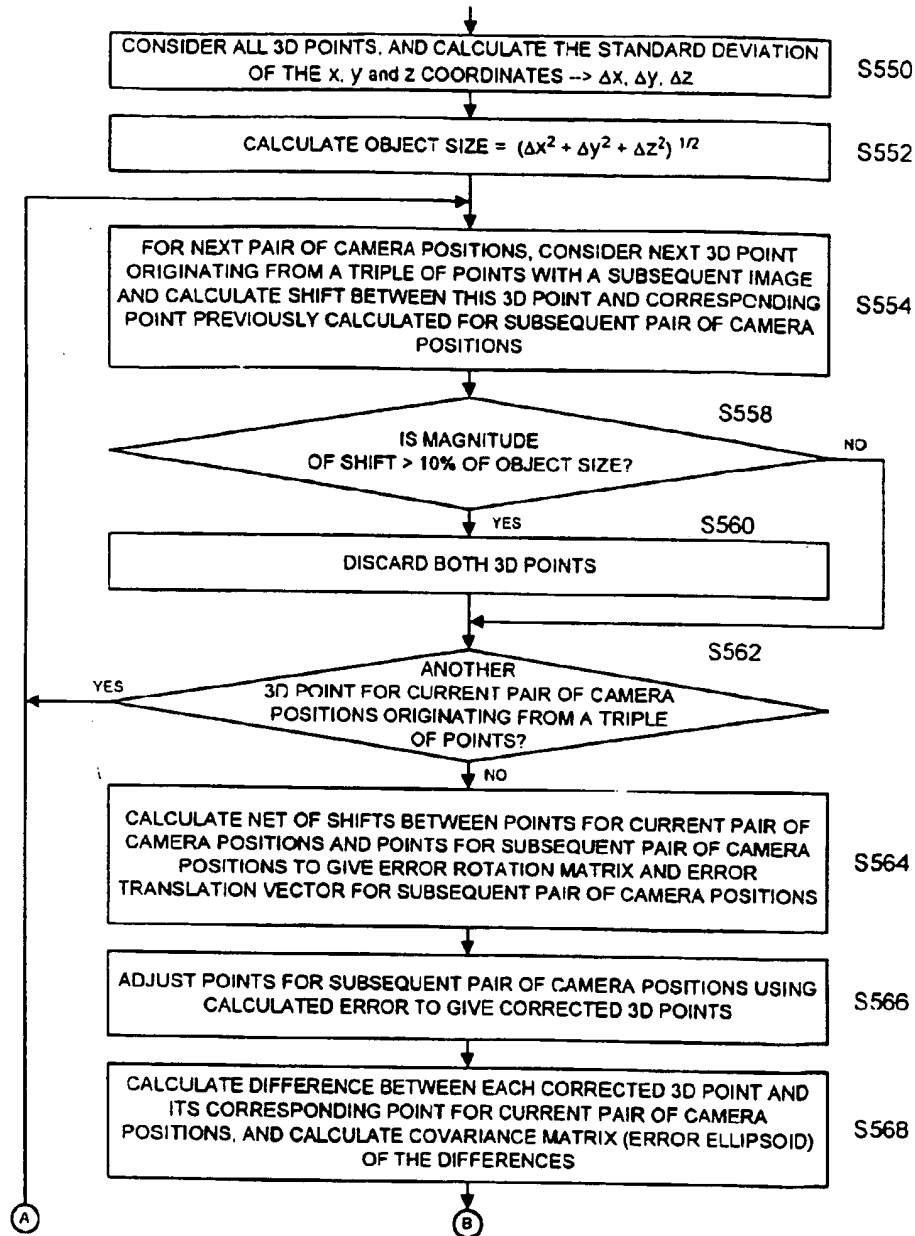 CONSIDER ALL 3D POINTS, AND CALCULATE THE STANDARD DEVIATION
OF THE x, y and z COORDINATES --> Δx, Δy, Δz
S550
CALCULATE OBJECT SIZE = (Δx² + Δy² + Δz²) 1/2
S552
FOR NEXT PAIR OF CAMERA POSITIONS, CONSIDER NEXT 3D POINT
ORIGINATING FROM A TRIPLE OF POINTS WITH A SUBSEQUENT IMAGE
AND CALCULATE SHIFT BETWEEN THIS 3D POINT AND CORRESPONDING
POINT PREVIOUSLY CALCULATED FOR SUBSEQUENT PAIR OF CAMERA
POSITIONS
S554
S558
IS MAGNITUDE
OF SHIFT > 10% OF OBJECT SIZE?
NO
YES
S560
DISCARD BOTH 3D POINTS
S562
ANOTHER
3D POINT FOR CURRENT PAIR OF CAMERA
POSITIONS ORIGINATING FROM A TRIPLE
OF POINTS?
YES
NO
CALCULATE NET OF SHIFTS BETWEEN POINTS FOR CURRENT PAIR OF
CAMERA POSITIONS AND POINTS FOR SUBSEQUENT PAIR OF CAMERA
POSITIONS TO GIVE ERROR ROTATION MATRIX AND ERROR
TRANSLATION VECTOR FOR SUBSEQUENT PAIR OF CAMERA POSITIONS
S564
ADJUST POINTS FOR SUBSEQUENT PAIR OF CAMERA POSITIONS USING
CALCULATED ERROR TO GIVE CORRECTED 3D POINTS
S566
CALCULATE DIFFERENCE BETWEEN EACH CORRECTED 3D POINT AND
ITS CORRESPONDING POINT FOR CURRENT PAIR OF CAMERA
POSITIONS, AND CALCULATE COVARIANCE MATRIX (ERROR ELLIPSOID)
OF THE DIFFERENCES
S568
A
B